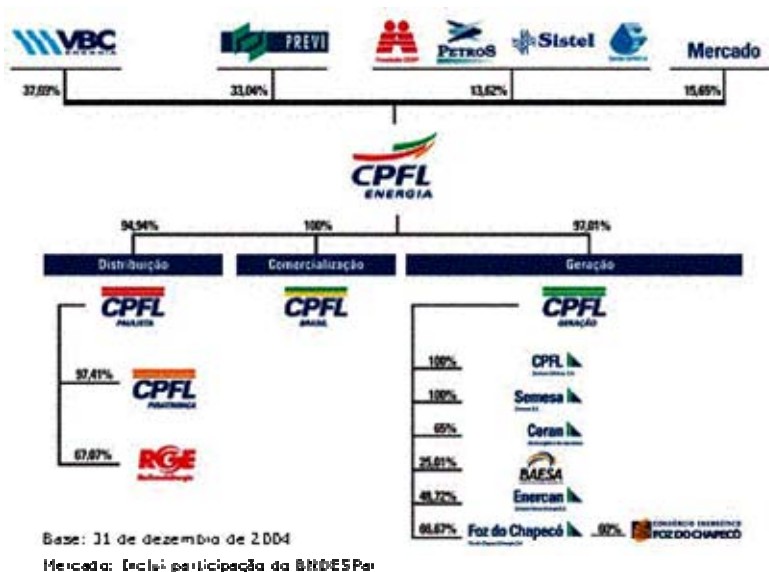 VBC
ENERGIA
PREVI
PETROS
Sistel
Mercado
33,04%
13,62%
15,65%
CPFL
ENERGIA
94,94%
100%
97,01%
Distribuição
Comercialização
Geração
CPFL
PAULISTA
CPFL
BRASIL
CPFL
GERAÇÃO
97,41%
CPFL
PIRATININGA
67,07%
RGE
100%
CPFL
100%
Semesa
65%
Ceran
25,01%
BAESA
48,72%
Enercan
66,67%
Foz do Chapecó
60%
CONSÓRCIO ENERGÉTICO
FOZ DO CHAPECÓ
Base: 31 de dezembro de 2004
Mercado: Inclui participação da BNDESPar